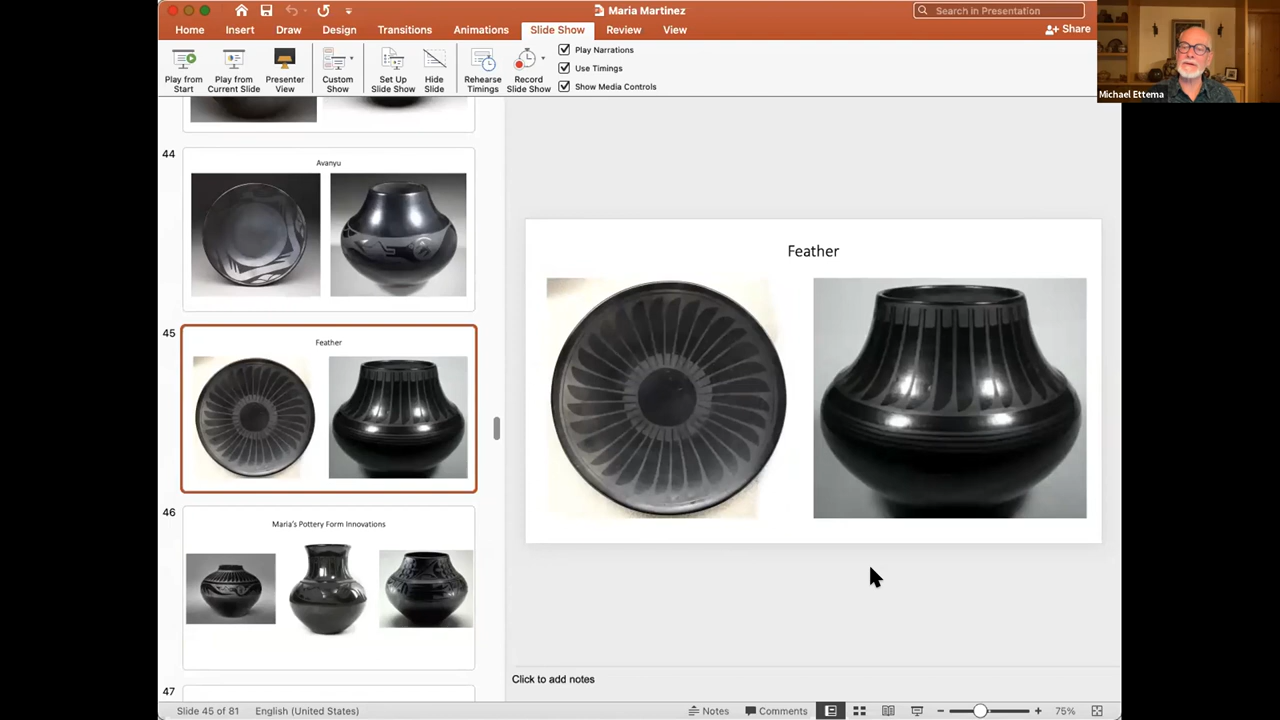 Maria Martinez
Search in Presentation
Home Insert Draw Design Transitions Animations Slide Show Review View
Share
Play from Start
Play from Current Slide
Presenter View
Custom Show
Set Up Slide Show
Hide Slide
Rehearse Timings
Record Slide Show
Play Narrations
Use Timings
Show Media Controls
Michael Ettema
44
Avanyu
45
Feather
46
Maria's Pottery Form Innovations
47
Feather
Click to add notes
Slide 45 of 81 English (United States) Notes Comments 75%